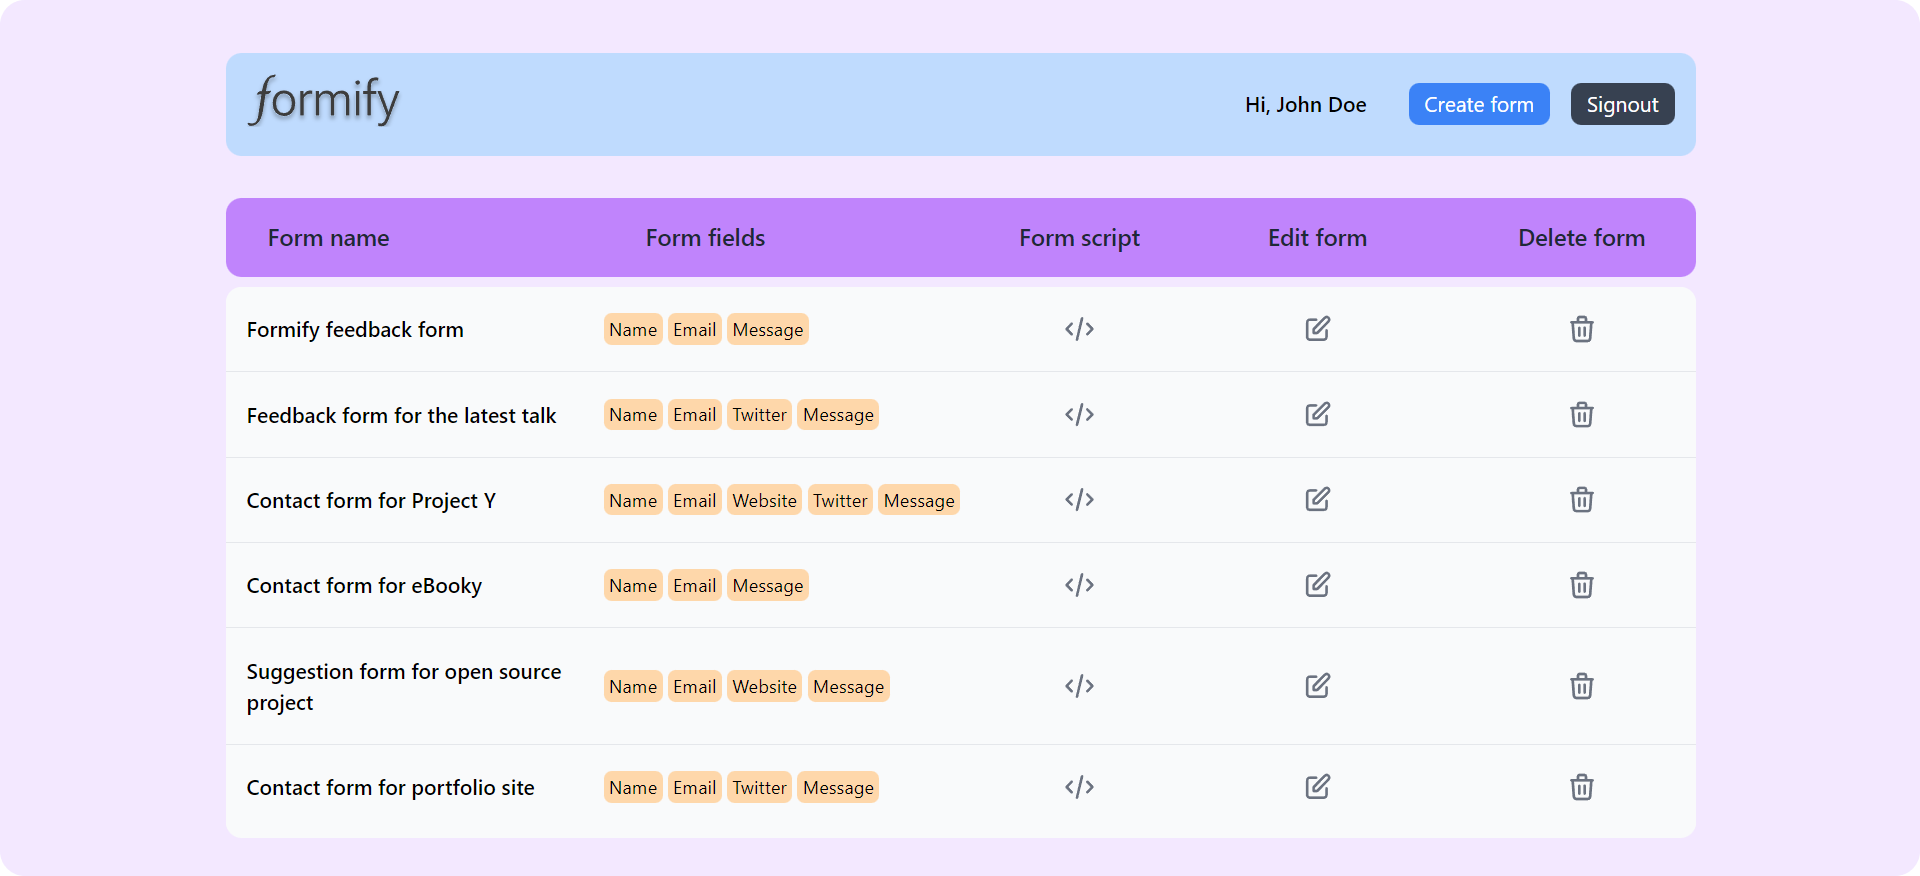 formify
Hi, John Doe
Create form
Signout
Form name Form fields Form script Edit form Delete form
Formify feedback form Name Email Message </>
Feedback form for the latest talk Name Email Twitter Message </>
Contact form for Project Y Name Email Website Twitter Message </>
Contact form for eBooky Name Email Message </>
Suggestion form for open source
project Name Email Website Message </>
Contact form for portfolio site Name Email Twitter Message </>